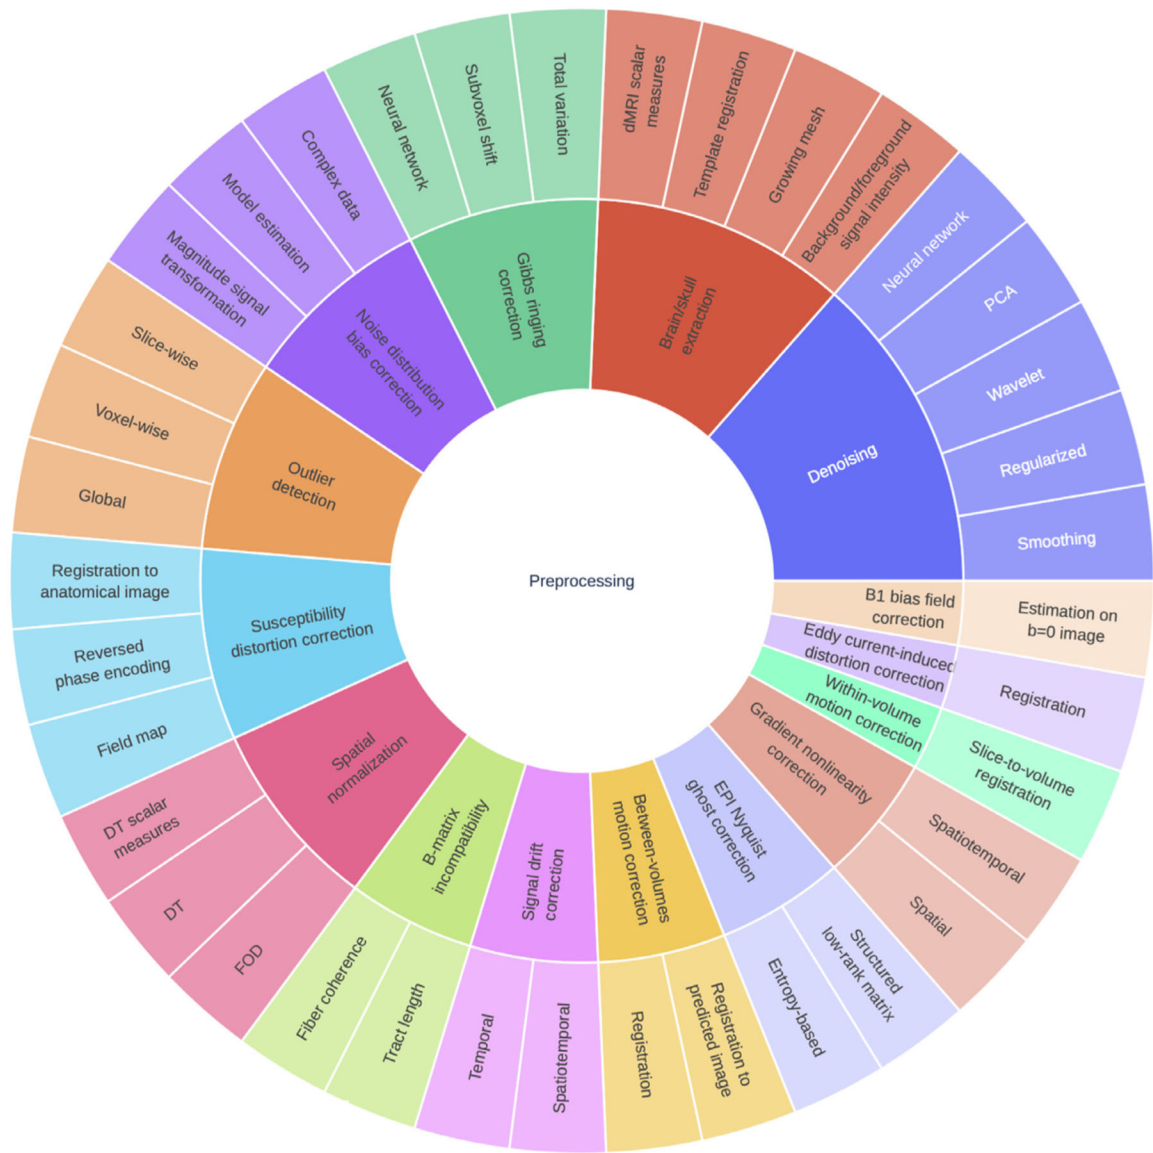 Preprocessing
Denoising
Neural network
PCA
Wavelet
Regularized
Smoothing
Brain/skull
extraction
dMRI scalar
measures
Template registration
Growing mesh
Background/foreground
signal intensity
Gibbs ringing
correction
Neural network
Subvoxel shift
Total variation
Noise distribution
bias correction
Magnitude signal
transformation
Model estimation
Complex data
Outlier
detection
Slice-wise
Voxel-wise
Global
Susceptibility
distortion correction
Registration to
anatomical image
Reversed
phase encoding
Field map
Spatial
normalization
DT scalar
measures
DT
FOD
B-matrix
incompatibility
Fiber coherence
Tract length
Signal drift
correction
Temporal
Spatiotemporal
Between-volumes
motion correction
Registration
Registration to
predicted image
EPI Nyquist
ghost correction
Entropy-based
Structured
low-rank matrix
Gradient nonlinearity
correction
Spatiotemporal
Spatial
Within-volume
motion correction
Slice-to-volume
registration
Eddy current-induced
distortion correction
Registration
B1 bias field
correction
Estimation on
b=0 image